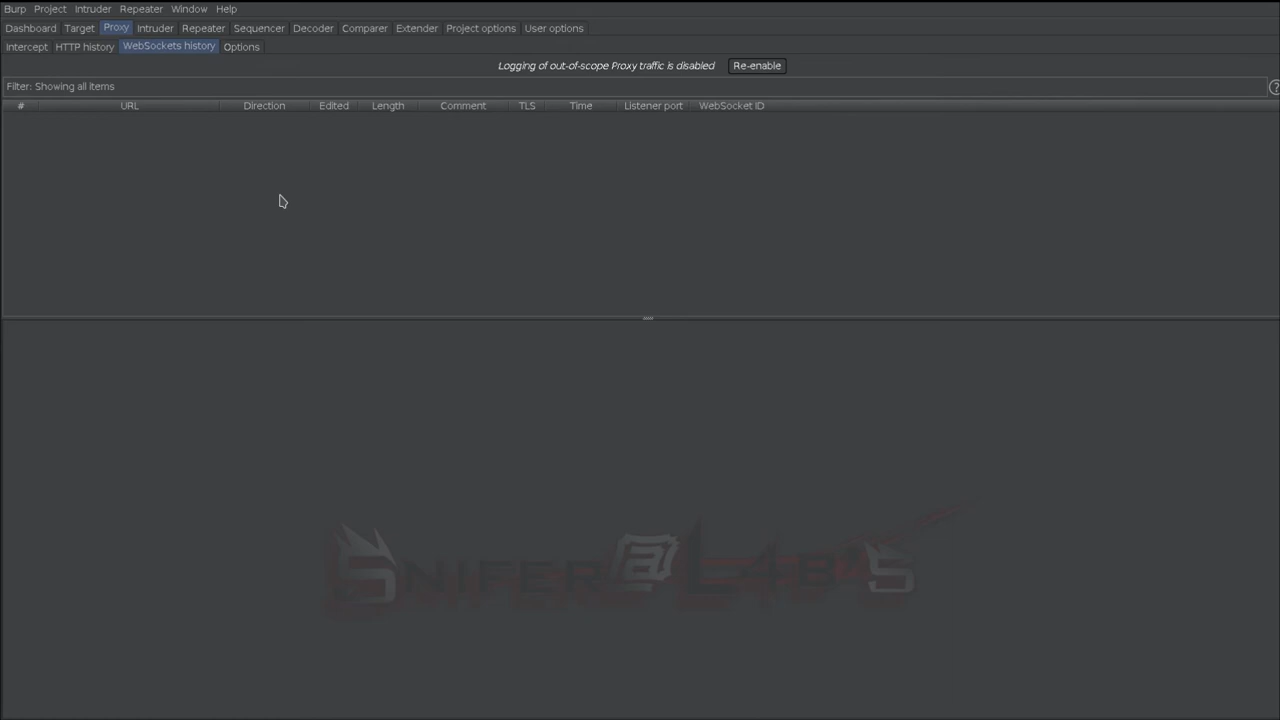 Burp Project Intruder Repeater Window Help
Dashboard Target Proxy Intruder Repeater Sequencer Decoder Comparer Extender Project options User options
Intercept HTTP history WebSockets history Options
Logging of out-of-scope Proxy traffic is disabled Re-enable
Filter: Showing all items ?
# URL Direction Edited Length Comment TLS Time Listener port WebSocket ID
Snifer@L4b's